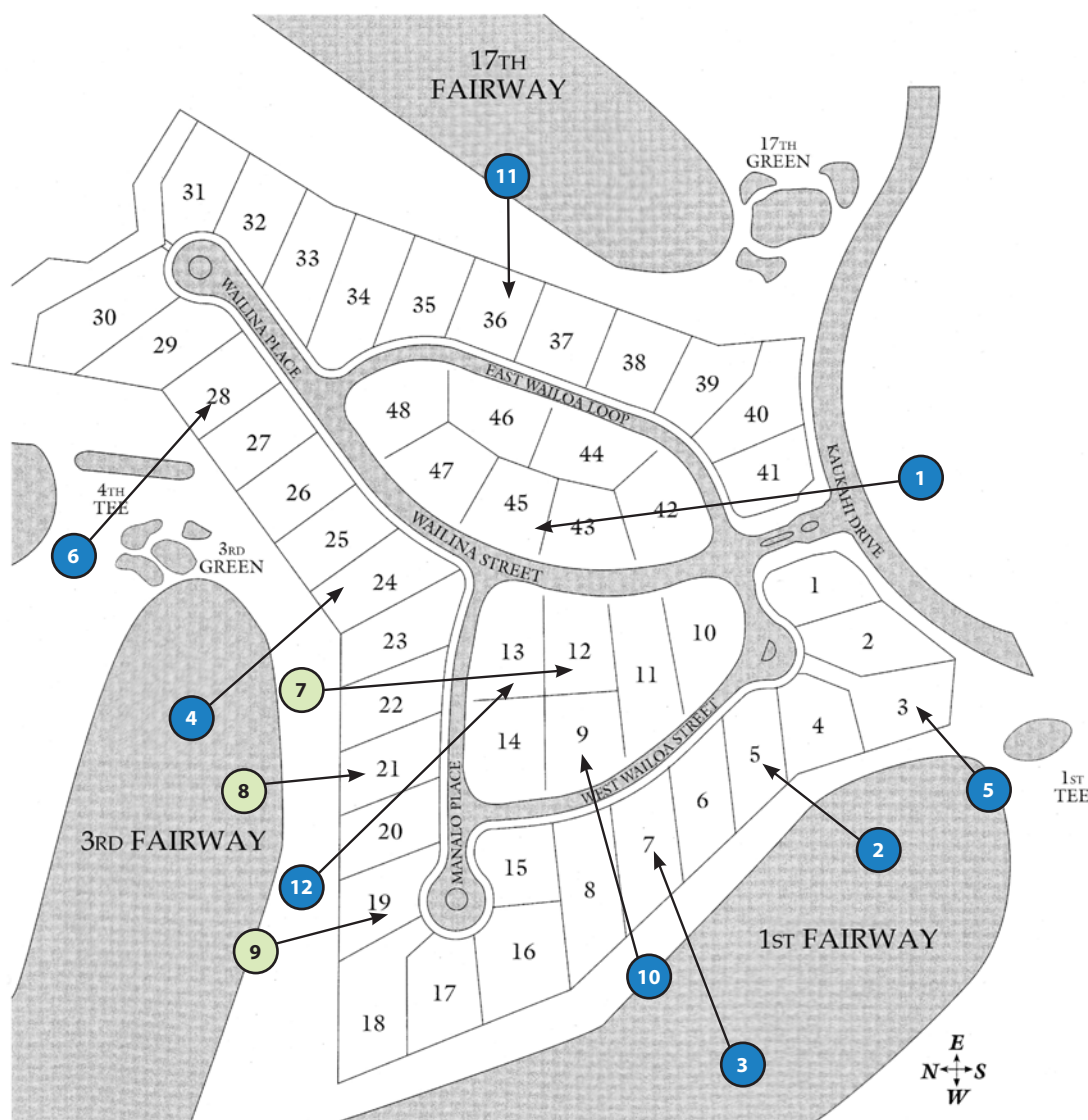 17TH
FAIRWAY
17TH
GREEN
11
31
32
33
34
35
36
37
38
39
40
41
30
29
28
27
26
25
24
23
22
21
20
19
18
17
16
15
WAILINA PLACE
EAST WAILOA LOOP
KAUKAHI DRIVE
48
46
44
47
45
43
42
1
WAILINA STREET
4TH
TEE
3RD
GREEN
6
4
7
8
12
9
13
12
11
10
14
9
1
2
3
4
5
6
7
8
MANALO PLACE
WEST WAILOA STREET
3RD FAIRWAY
1ST
TEE
5
2
10
3
1ST FAIRWAY
E
N S
W